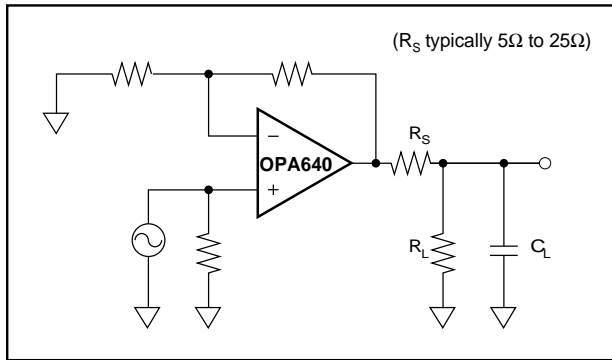 (RS typically 5Ω to 25Ω)
RS
−
OPA640
+
RL
CL